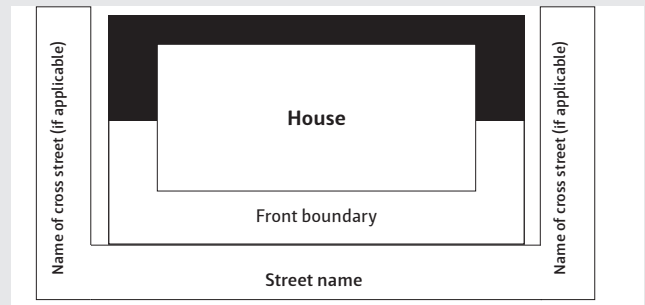 Name of cross street (if applicable)
House
Name of cross street (if applicable)
Front boundary
Street name